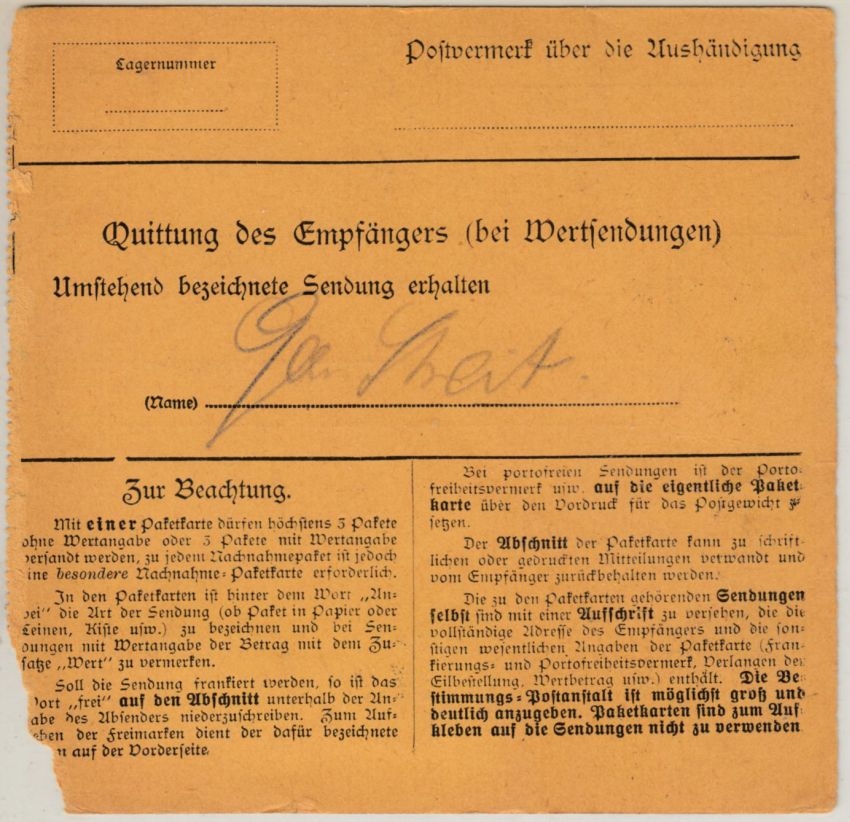 Lagernummer
Postvermerk über die Aushändigung
Quittung des Empfängers (bei Wertsendungen)
Umstehend bezeichnete Sendung erhalten
Streit.
(Name)
Zur Beachtung.
Mit einer Paketkarte dürfen höchstens 3 Pakete
ohne Wertangabe oder 3 Pakete mit Wertangabe
versandt werden, zu jedem Nachnahmepaket ist jedoch
ine besondere Nachnahme-Paketkarte erforderlich.
In den Paketkarten ist hinter dem Wort „An-
bei" die Art der Sendung (ob Paket in Papier oder
Leinen, Kiste usw.) zu bezeichnen und bei Sen-
dungen mit Wertangabe der Betrag mit dem Zu-
satze „Wert" zu vermerken.
Soll die Sendung frankiert werden, so ist das
Wort „frei" auf den Abschnitt unterhalb der An-
abe des Absenders niederzuschreiben. Zum Auf-
eben der Freimarken dient der dafür bezeichnete
n auf der Vorderseite.
Bei portofreien Sendungen ist der Porto-
freiheitsvermerk usw. auf die eigentliche Paket-
karte über den Vordruck für das Postgewicht zu
setzen.
Der Abschnitt der Paketkarte kann zu schrift-
lichen oder gedruckten Mitteilungen verwandt und
vom Empfänger zurückbehalten werden.
Die zu den Paketkarten gehörenden Sendungen
selbst sind mit einer Aufschrift zu versehen, die die
vollständige Adresse des Empfängers und die son-
stigen wesentlichen Angaben der Paketkarte (Fran-
kierungs- und Portofreiheitsvermerk, Verlangen der
Eilbestellung, Wertbetrag usw.) enthält. Die Be-
stimmungs-Postanstalt ist möglichst groß und
deutlich anzugeben. Paketkarten sind zum Auf-
kleben auf die Sendungen nicht zu verwenden